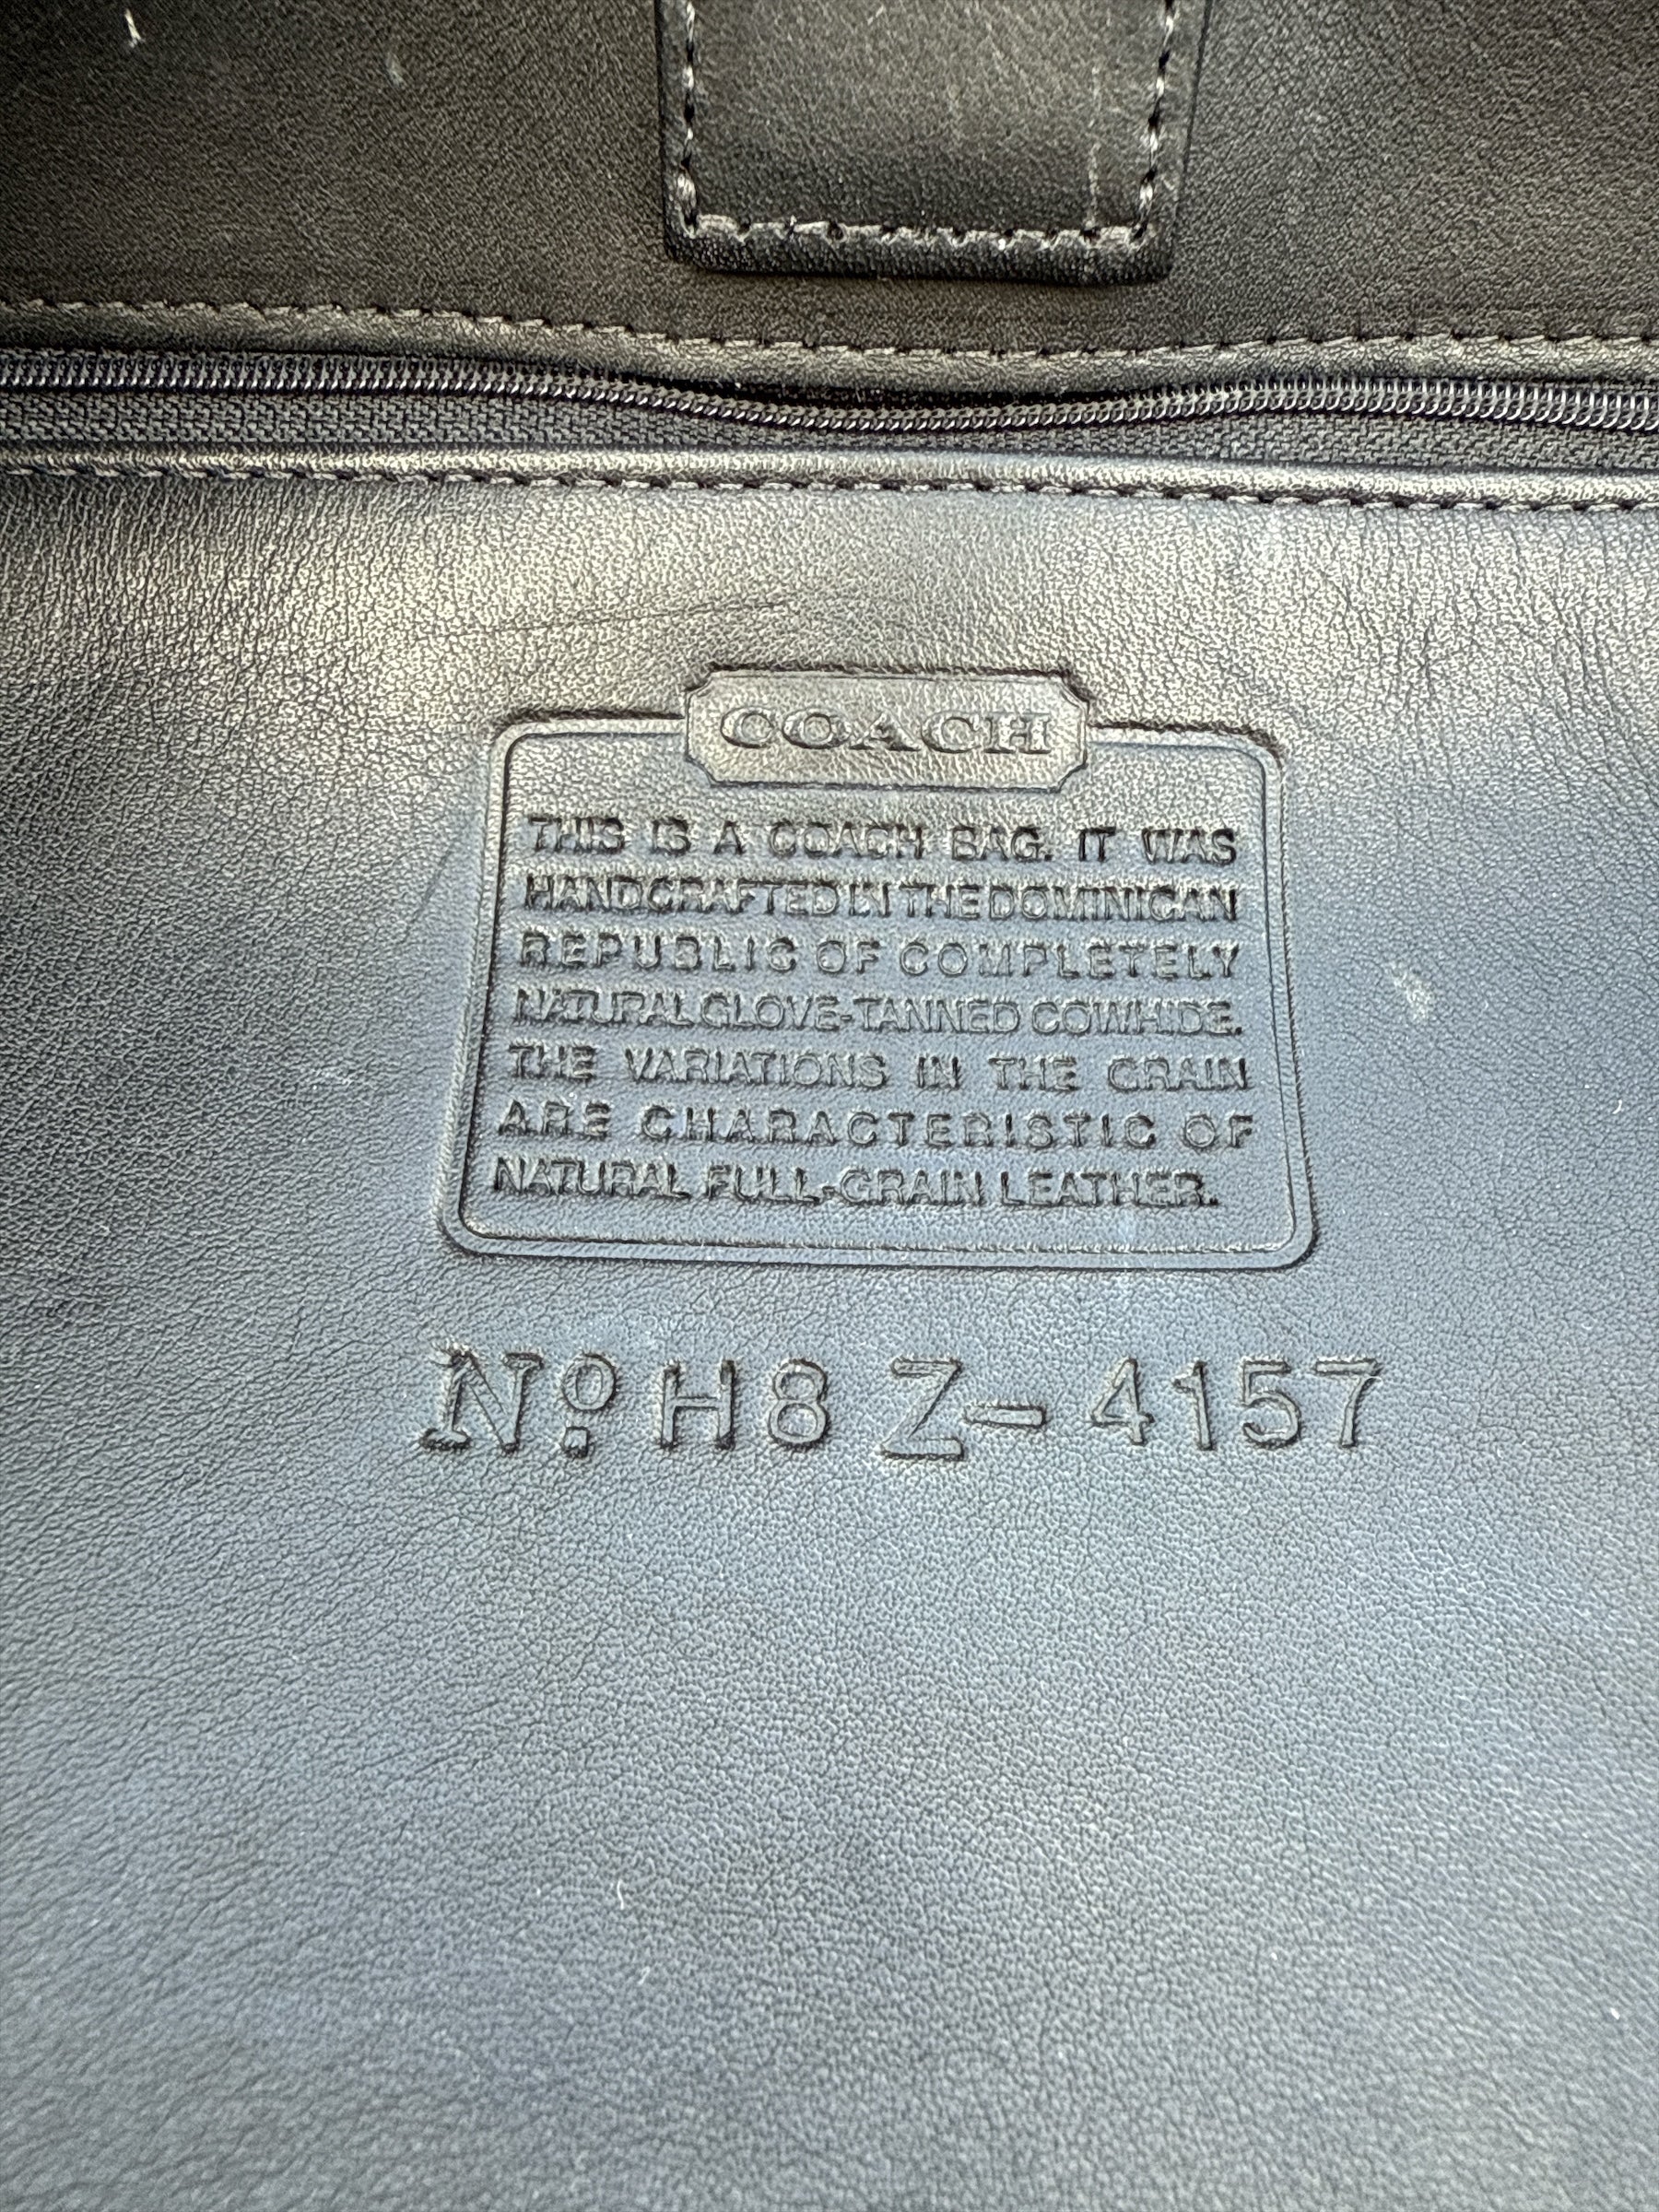 COACH
THIS IS A COACH BAG. IT WAS
HANDCRAFTED IN THE DOMINICAN
REPUBLIC OF COMPLETELY
NATURAL GLOVE-TANNED COWHIDE.
THE VARIATIONS IN THE GRAIN
ARE CHARACTERISTIC OF
NATURAL FULL-GRAIN LEATHER.
Nº H8Z-4157